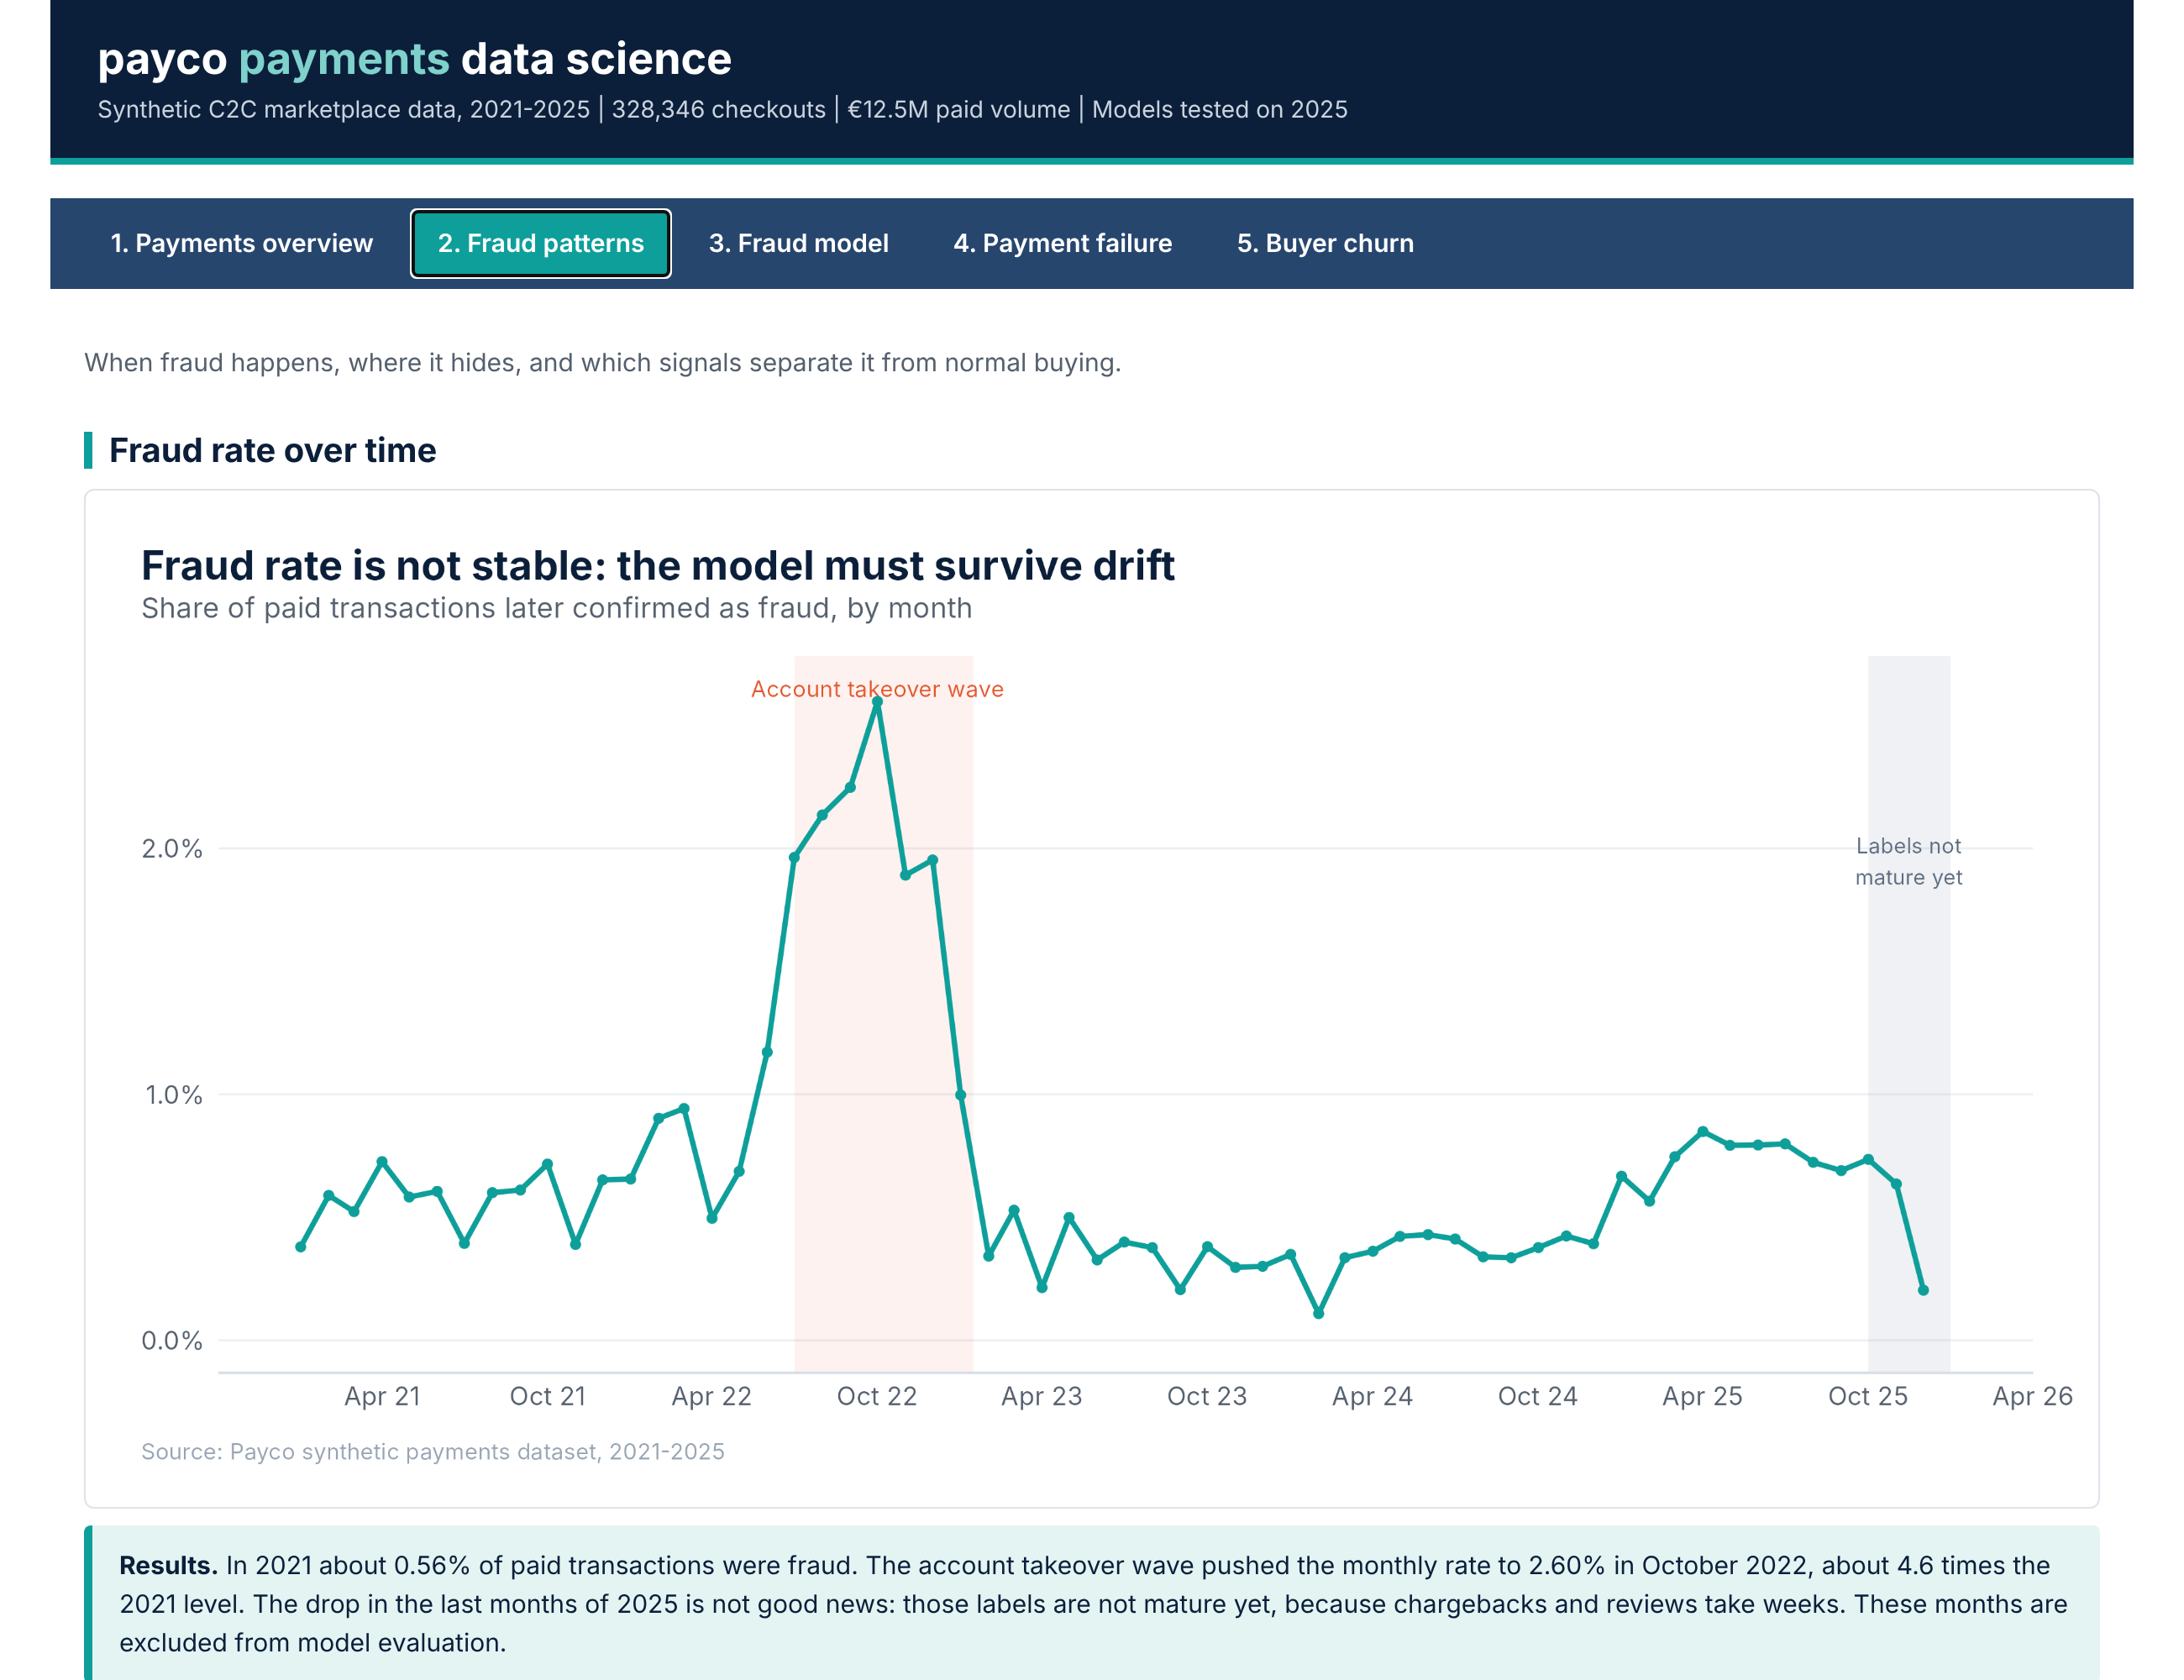 payco payments data science
Synthetic C2C marketplace data, 2021-2025 | 328,346 checkouts | €12.5M paid volume | Models tested on 2025
1. Payments overview
2. Fraud patterns
3. Fraud model
4. Payment failure
5. Buyer churn
When fraud happens, where it hides, and which signals separate it from normal buying.
Fraud rate over time
Fraud rate is not stable: the model must survive drift
Share of paid transactions later confirmed as fraud, by month
Account takeover wave
Labels not
mature yet
2.0%
1.0%
0.0%
Apr 21
Oct 21
Apr 22
Oct 22
Apr 23
Oct 23
Apr 24
Oct 24
Apr 25
Oct 25
Apr 26
Source: Payco synthetic payments dataset, 2021-2025
Results. In 2021 about 0.56% of paid transactions were fraud. The account takeover wave pushed the monthly rate to 2.60% in October 2022, about 4.6 times the
2021 level. The drop in the last months of 2025 is not good news: those labels are not mature yet, because chargebacks and reviews take weeks. These months are
excluded from model evaluation.